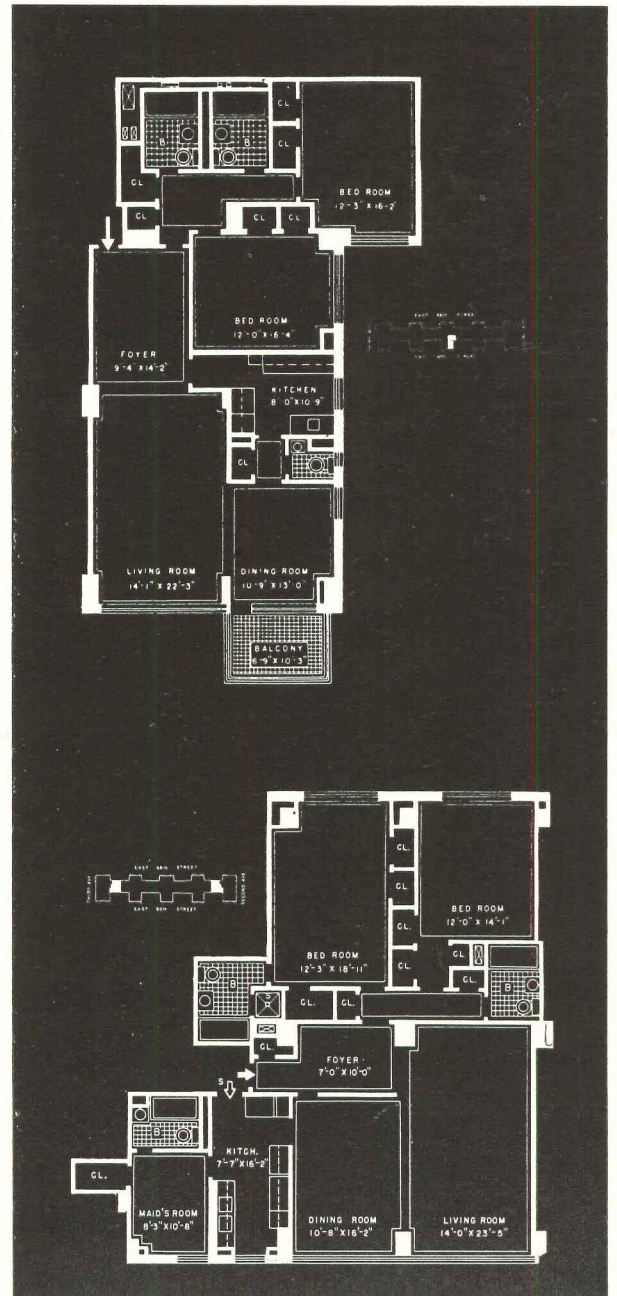 CL
B
B
CL
CL
BED ROOM
12'-3" X 16'-2"
CL
CL
CL
BED ROOM
12'-0" X 16'-4"
FOYER
9'-4" X 14'-2"
KITCHEN
8'-0" X 10'-9"
CL
LIVING ROOM
14'-1" X 22'-3"
DINING ROOM
10'-9" X 13'-0"
BALCONY
6'-9" X 10'-3"
EAST STREET
EAST 80TH STREET
CL.
CL.
CL.
CL.
BED ROOM
12'-0" X 14'-1"
BED ROOM
12'-3" X 18'-11"
CL
CL.
B
S
B
CL.
CL.
CL.
FOYER
7'-0" X 10'-0"
S
B
KITCH.
7'-7" X 16'-2"
CL.
MAID'S ROOM
8'-3" X 10'-8"
DINING ROOM
10'-8" X 16'-2"
LIVING ROOM
14'-0" X 23'-5"